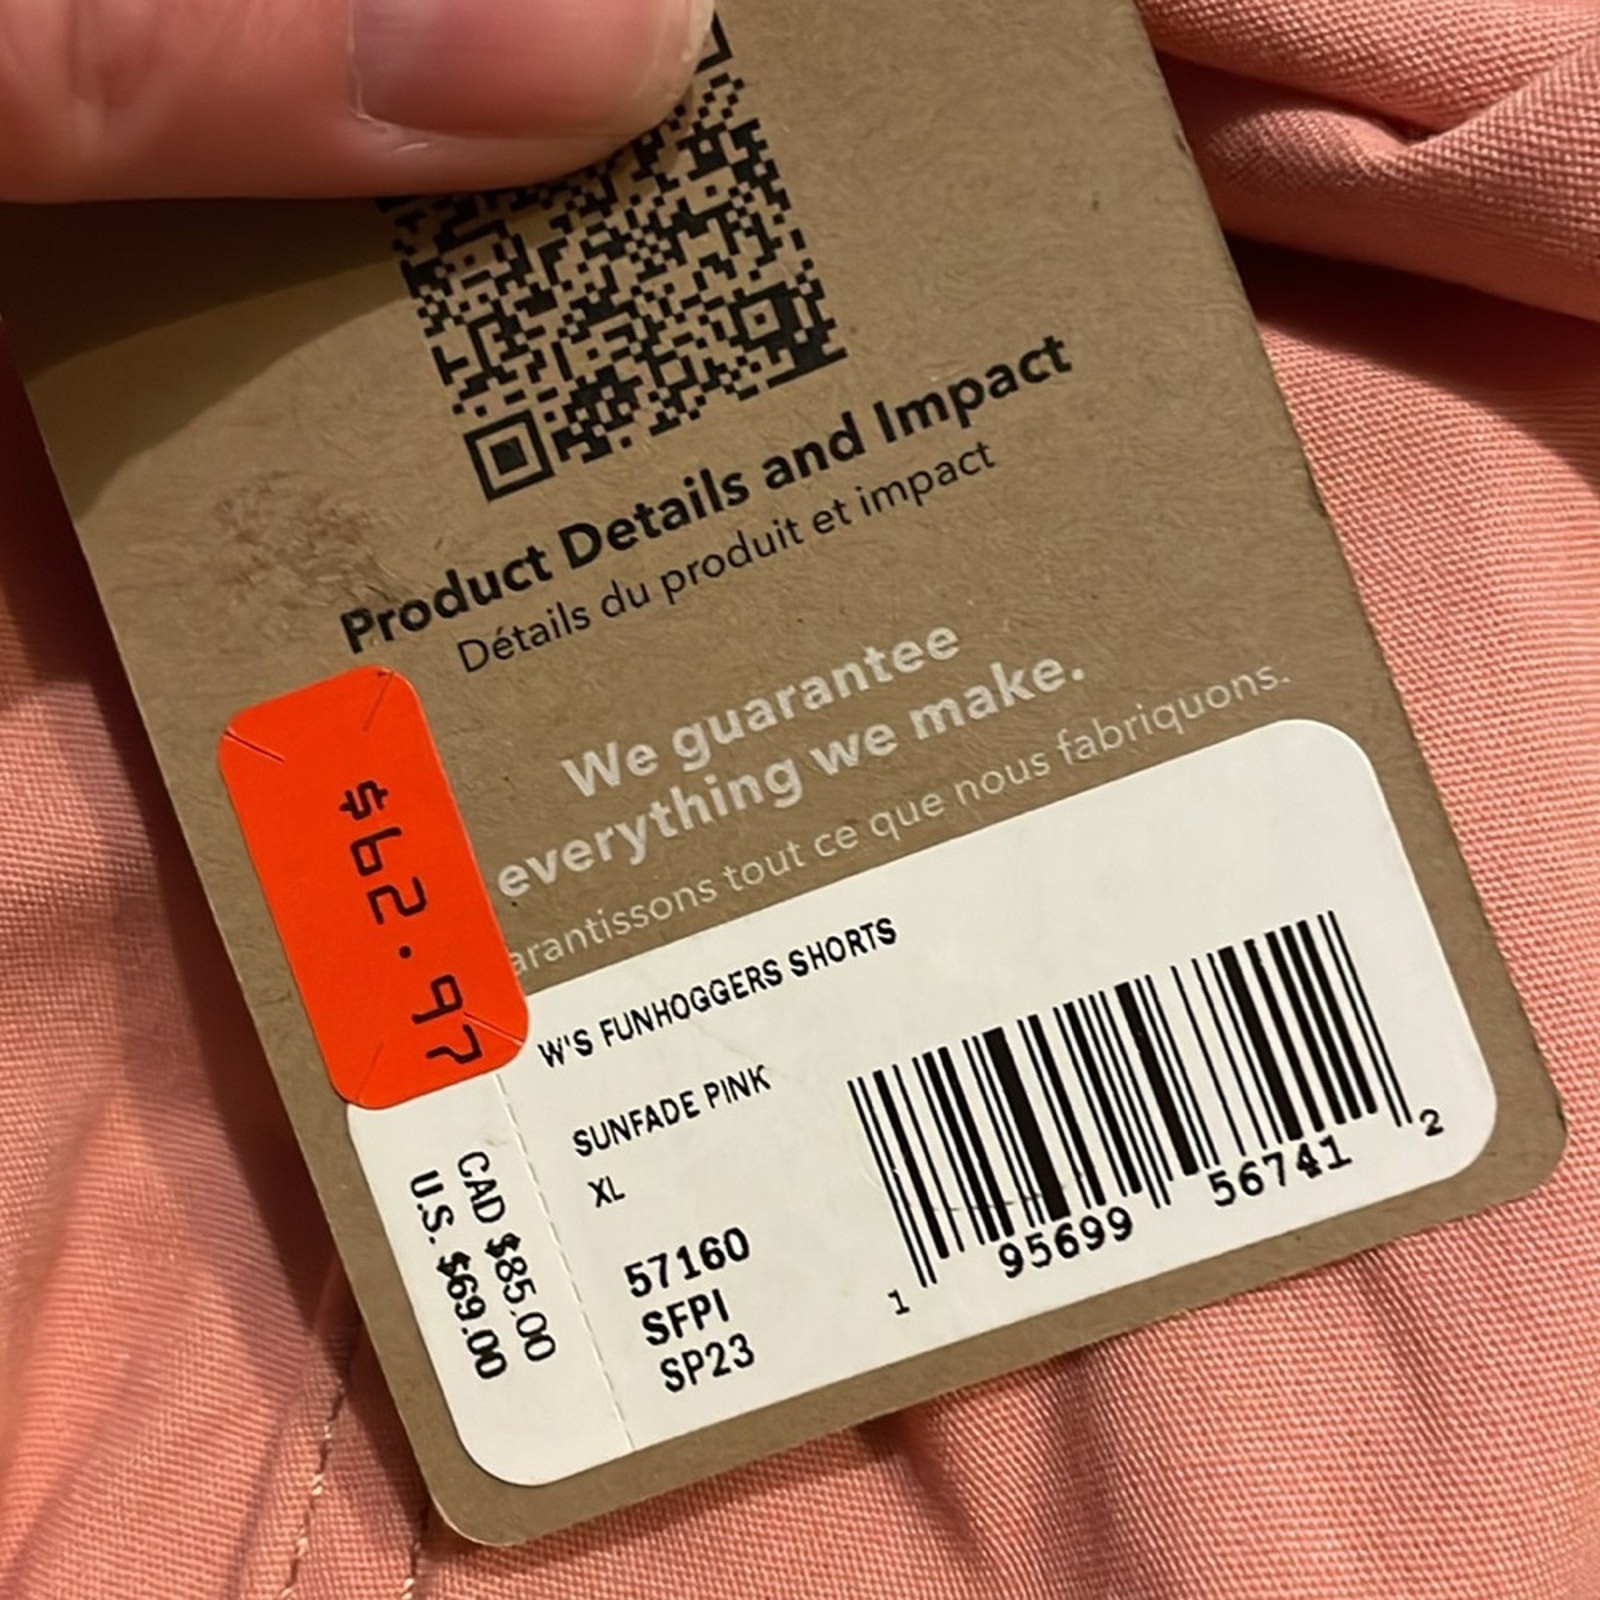 Product Details and Impact
Détails du produit et impact
We guarantee
everything we make.
tout ce que nous fabriquons.
$62.97
W'S FUNHOGGERS SHORTS
SUNFADE PINK
XL
57160
SFPI
SP23
CAD $85.00
U.S. $69.00
1 95699 56741 2